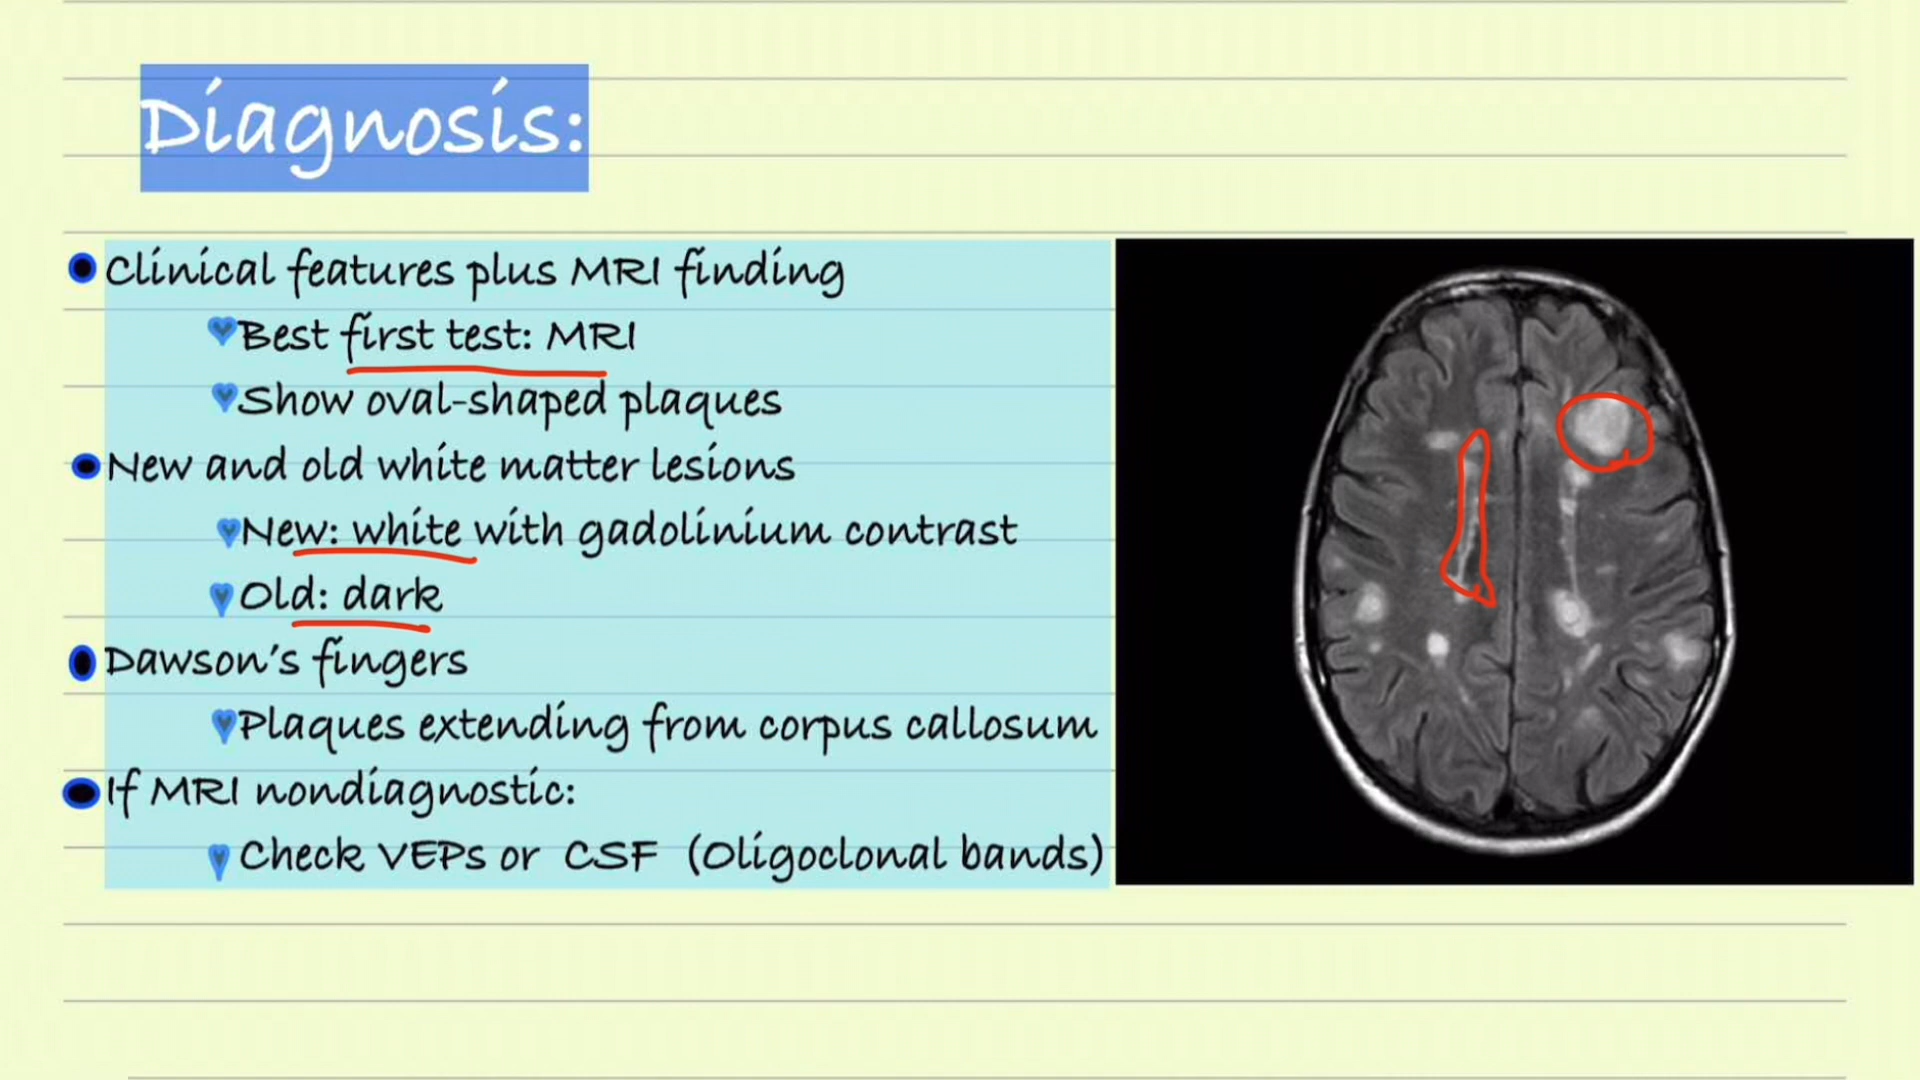 Diagnosis:
Clinical features plus MRI finding
Best first test: MRI
Show oval-shaped plaques
New and old white matter lesions
New: white with gadolinium contrast
Old: dark
Dawson's fingers
Plaques extending from corpus callosum
If MRI nondiagnostic:
Check VEPs or CSF (Oligoclonal bands)